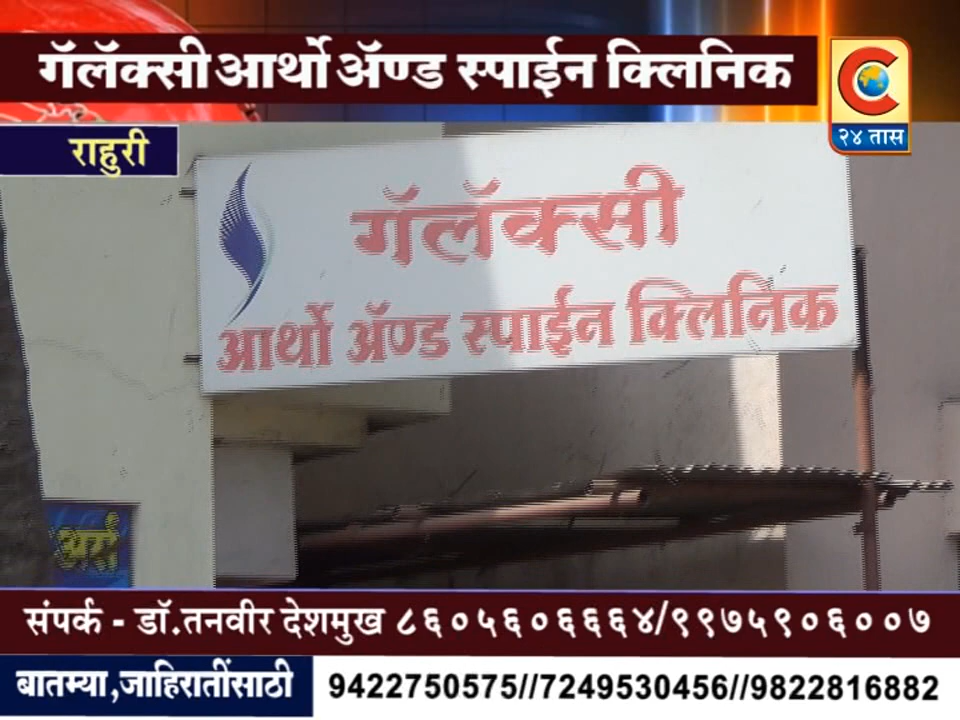 गॅलॅक्सी आर्थो ॲण्ड स्पाईन क्लिनिक
C
२४ तास
राहुरी
गॅलॅक्सी
आर्थो ॲण्ड स्पाईन क्लिनिक
संपर्क - डॉ.तनवीर देशमुख ८६०५६०६६६४/९९७५९०६००७
बातम्या ,जाहिरातींसाठी 9422750575//7249530456//9822816882